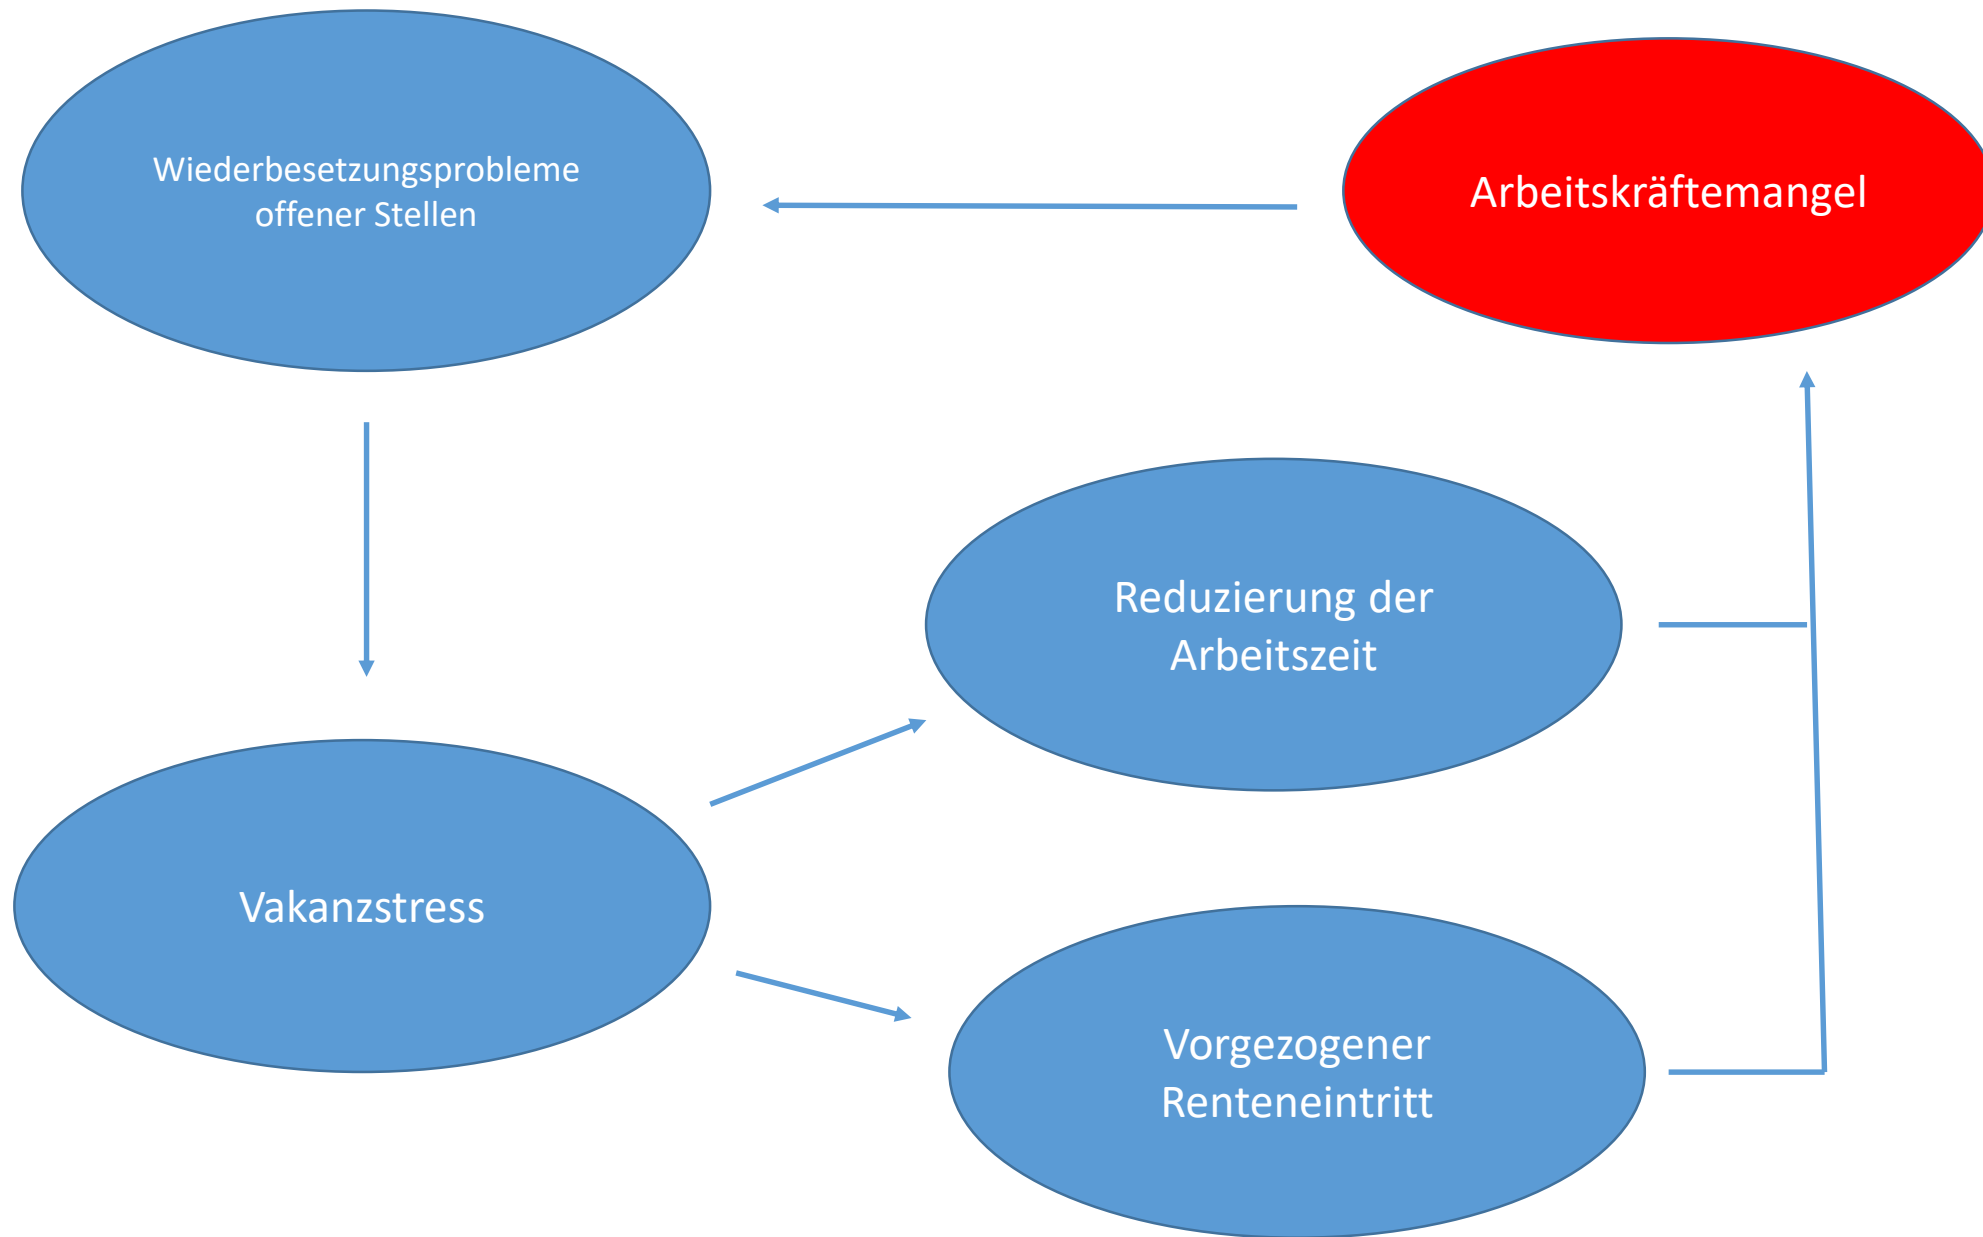 Wiederbesetzungsprobleme
offener Stellen
Arbeitskräftemangel
Reduzierung der
Arbeitszeit
Vakanzstress
Vorgezogener
Renteneintritt